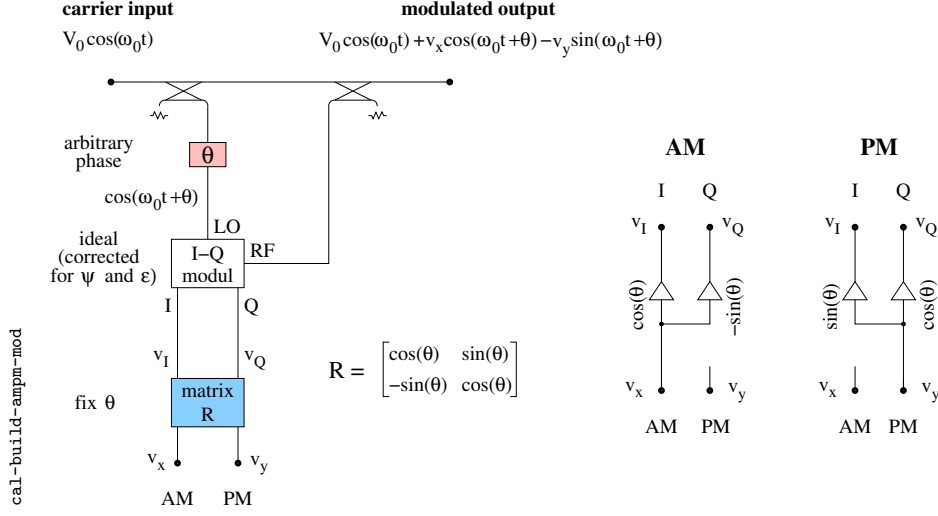 carrier input
modulated output
V0cos(ω0t)
V0cos(ω0t)+vxcos(ω0t+θ)−vysin(ω0t+θ)
arbitrary
phase
θ
cos(ω0t+θ)
LO
ideal
(corrected
for ψ and ε)
I−Q
modul
RF
I
Q
vI
vQ
fix θ
matrix
R
vx
vy
AM
PM
R = [cos(θ) sin(θ)
−sin(θ) cos(θ)]
AM
I
Q
vI
vQ
cos(θ)
−sin(θ)
vx
vy
AM
PM
PM
I
Q
vI
vQ
sin(θ)
cos(θ)
vx
vy
AM
PM
cal-build-ampm-mod